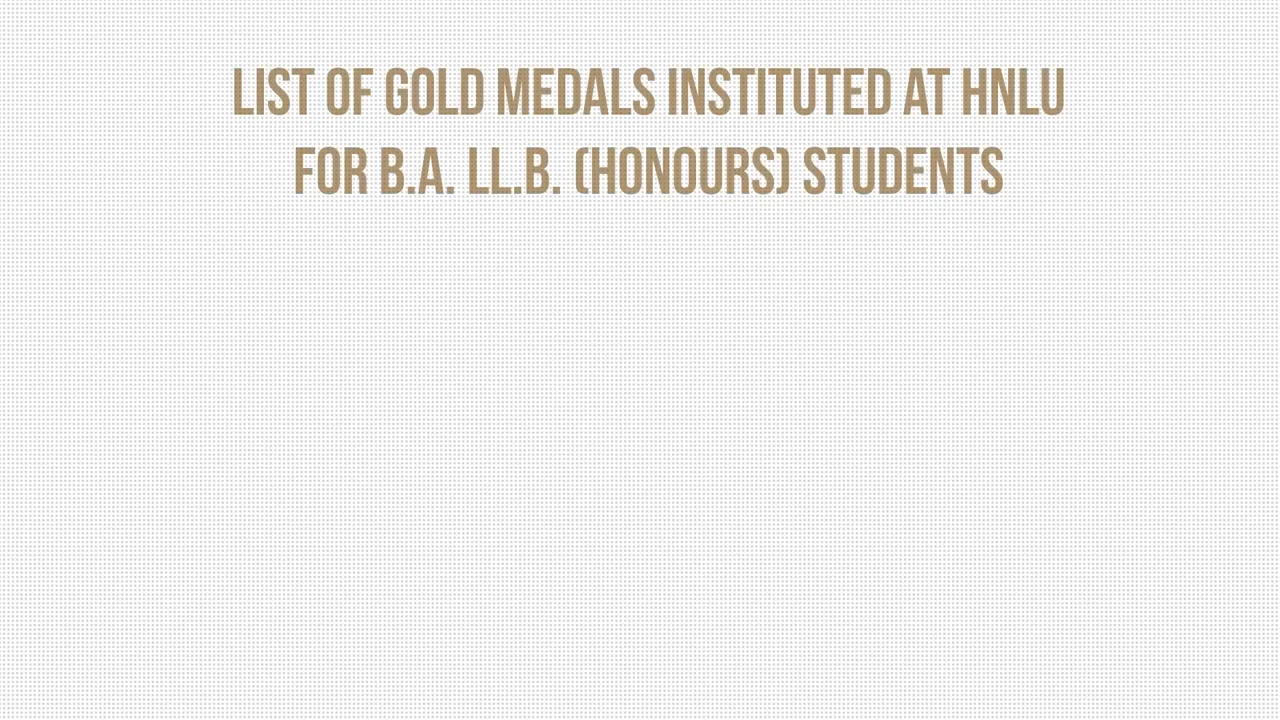 LIST OF GOLD MEDALS INSTITUTED AT HNLU
FOR B.A. LL.B. (HONOURS) STUDENTS